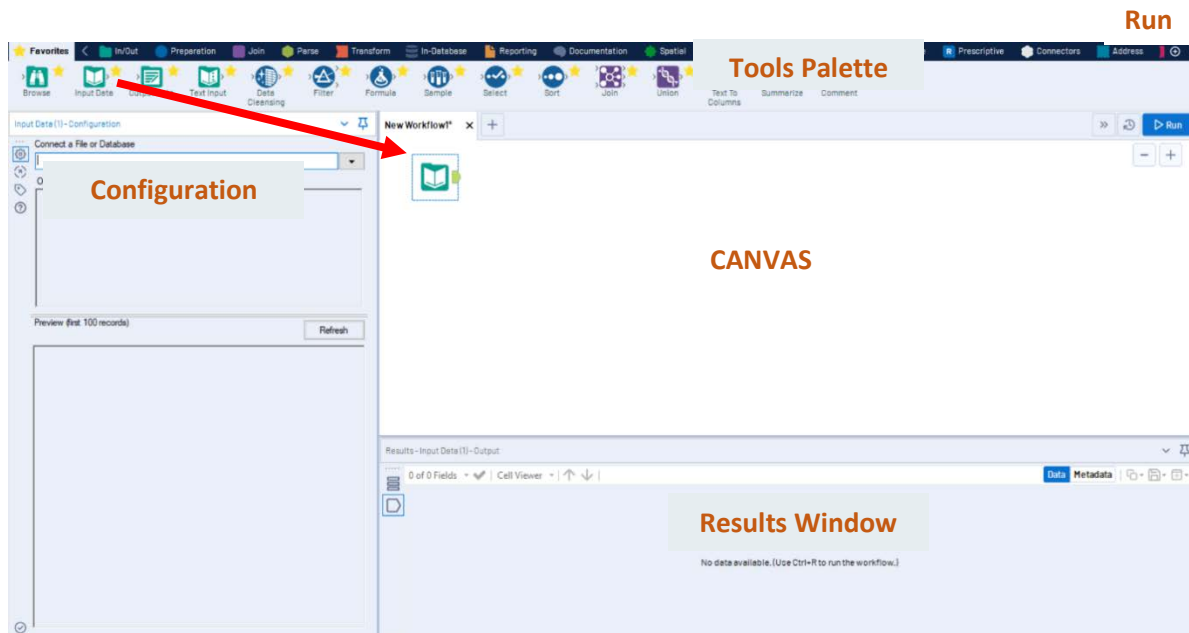 Run
Favorites In/Out Preparation Join Parse Transform In-Database Reporting Documentation Spatial Prescriptive Connectors Address
Tools Palette
Browse Input Data Text Input Data Cleansing Filter Formula Sample Select Sort Join Union Text To Columns Summarize Comment
Input Data (1) - Configuration
New Workflow1*
Run
Connect a File or Database
Configuration
CANVAS
Preview (first 100 records)
Refresh
Results - Input Data (1) - Output
0 of 0 Fields Cell Viewer Data Metadata
Results Window
No data available. (Use Ctrl+R to run the workflow.)